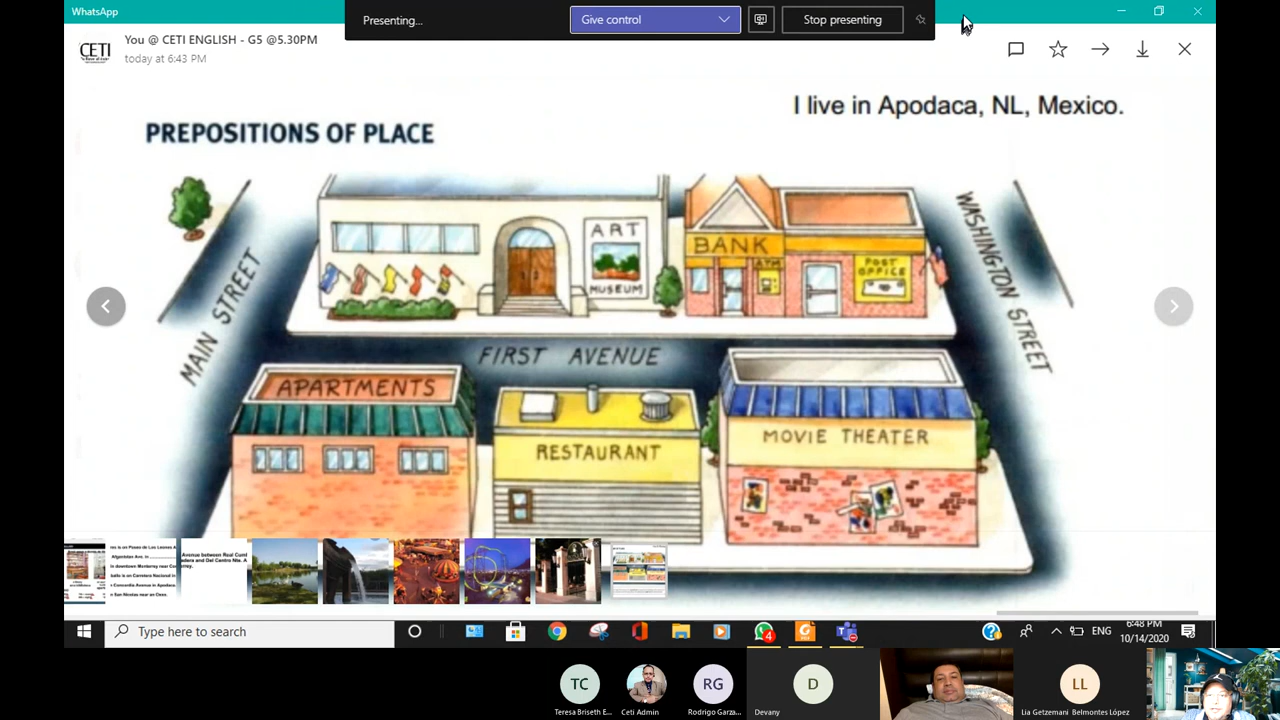 WhatsApp
Presenting...
Give control
Stop presenting
CETI
You @ CETI ENGLISH - G5 @5.30PM
today at 6:43 PM
I live in Apodaca, NL, Mexico.
PREPOSITIONS OF PLACE
MAIN STREET
ART
MUSEUM
BANK
ATM
POST
OFFICE
WASHINGTON STREET
FIRST AVENUE
APARTMENTS
RESTAURANT
MOVIE THEATER
Type here to search
4
ENG
6:48 PM
10/14/2020
TC
RG
D
LL
Teresa Briseth E...
Ceti Admin
Rodrigo Garza...
Devany
Lia Getzemani Belmontes López